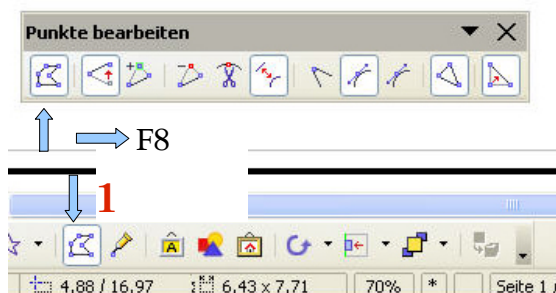 Punkte bearbeiten
F8
1
A
4,88 / 16,97 6,43 x 7,71 70% * Seite 1